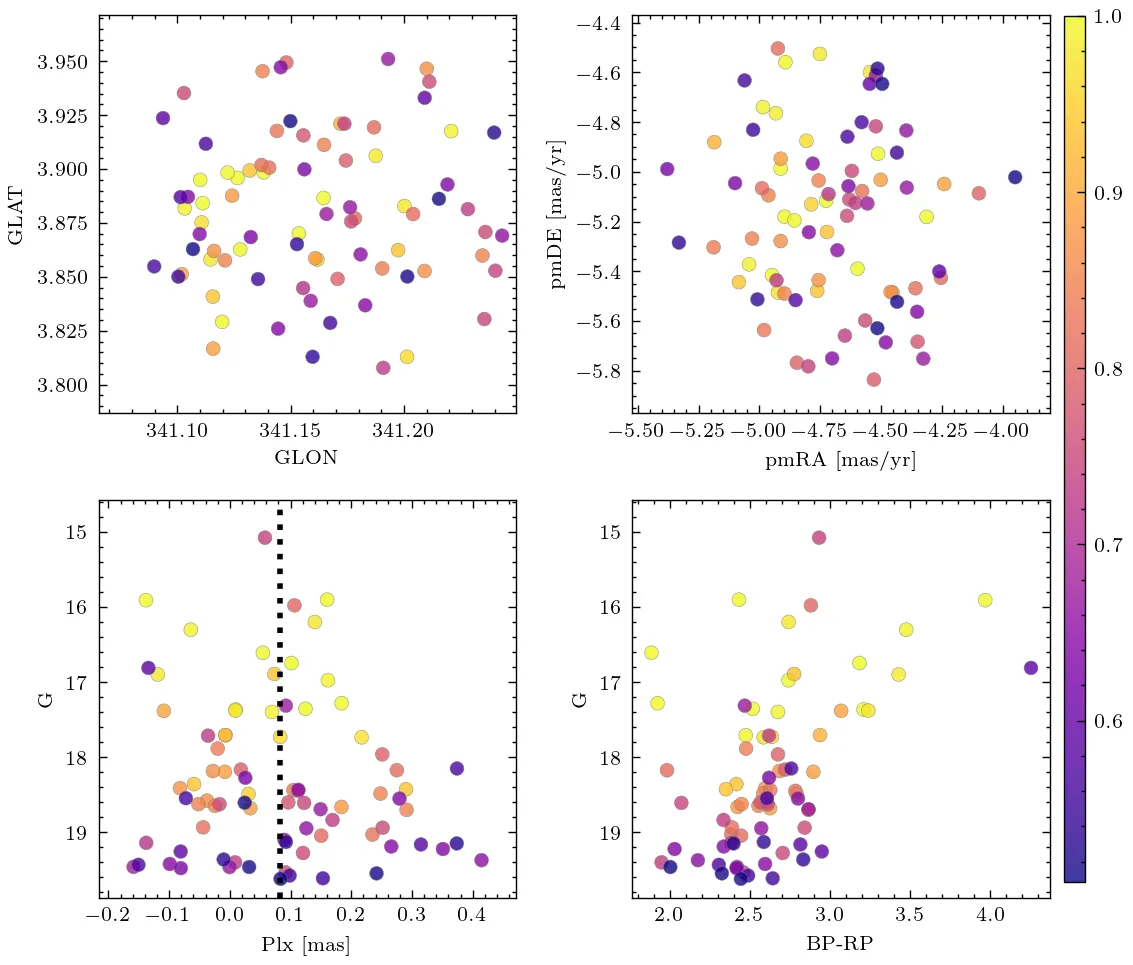 3.950
3.925
3.900
3.875
3.850
3.825
3.800
GLAT
341.10 341.15 341.20
GLON
−4.4
−4.6
−4.8
−5.0
−5.2
−5.4
−5.6
−5.8
pmDE [mas/yr]
−5.50 −5.25 −5.00 −4.75 −4.50 −4.25 −4.00
pmRA [mas/yr]
1.0
0.9
0.8
0.7
0.6
15
16
17
18
19
G
−0.2 −0.1 0.0 0.1 0.2 0.3 0.4
Plx [mas]
15
16
17
18
19
G
2.0 2.5 3.0 3.5 4.0
BP-RP